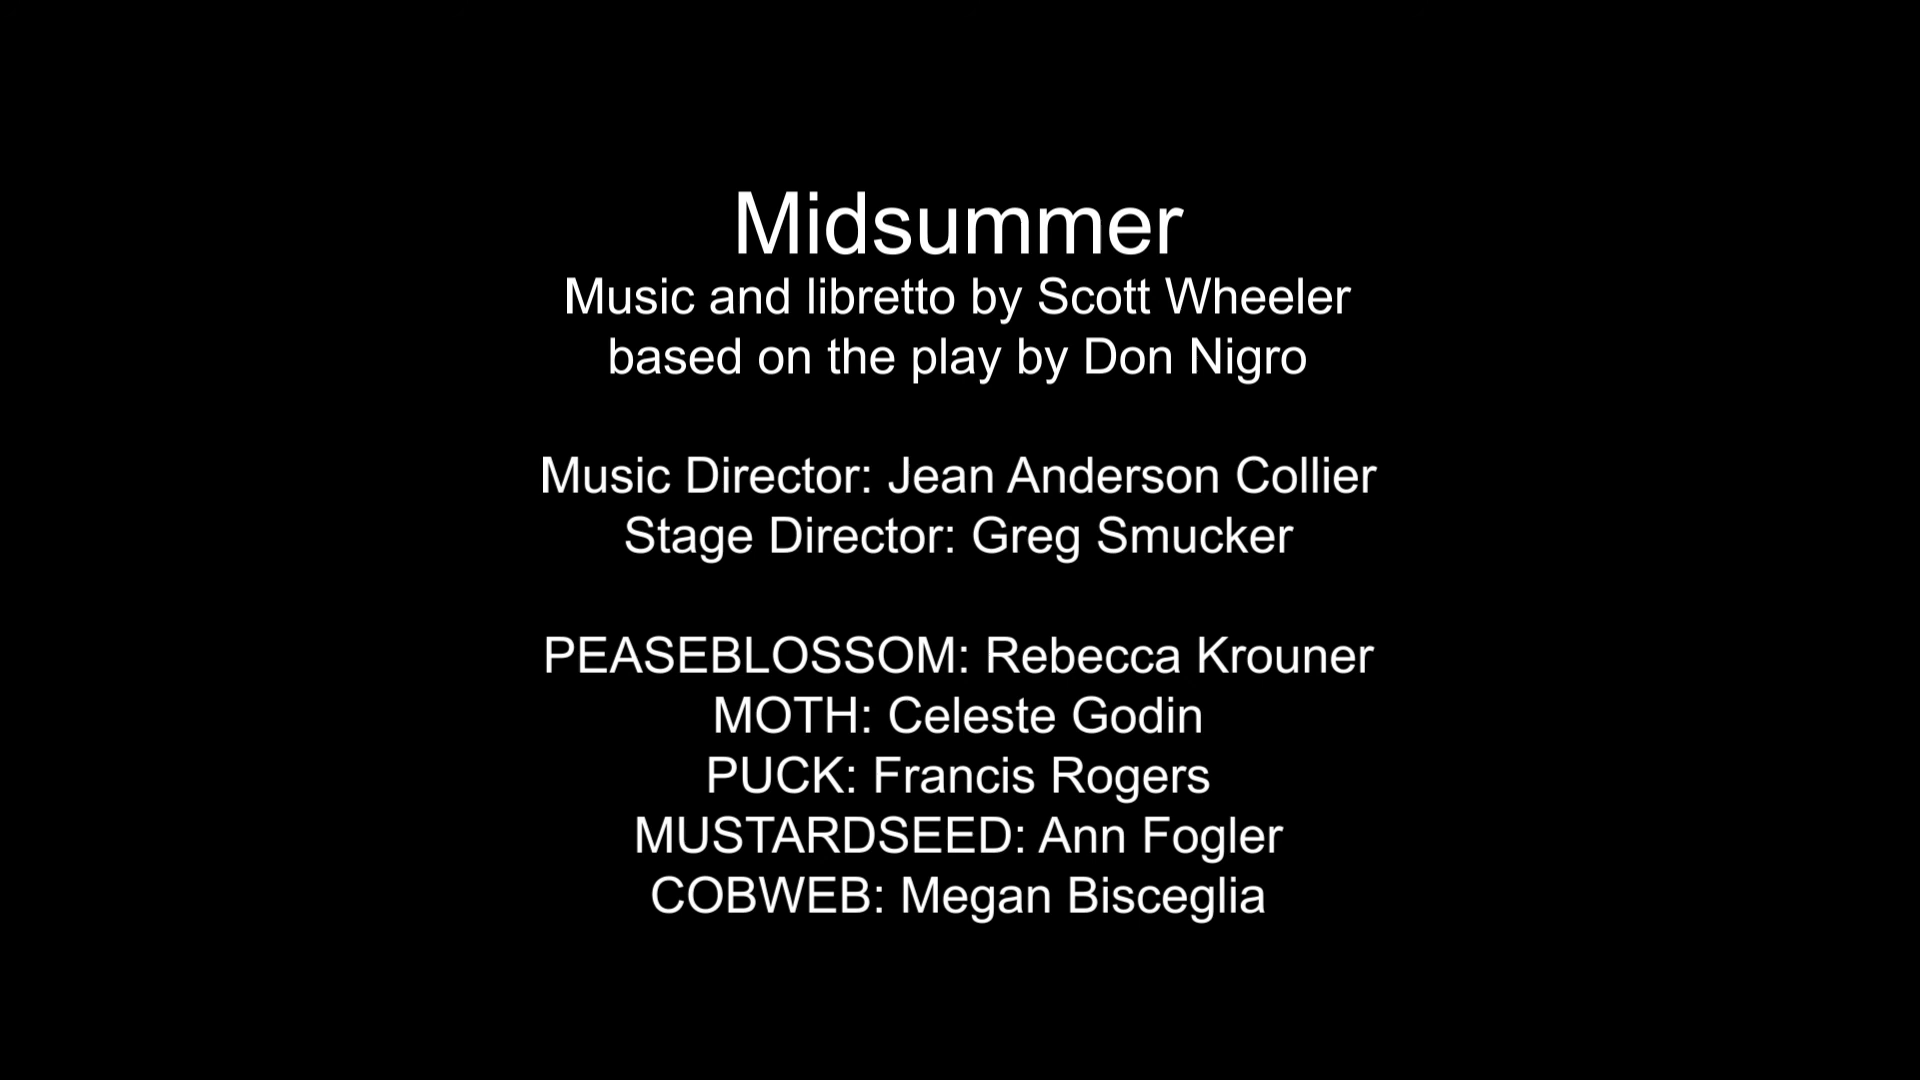 Midsummer
Music and libretto by Scott Wheeler
based on the play by Don Nigro
Music Director: Jean Anderson Collier
Stage Director: Greg Smucker
PEASEBLOSSOM: Rebecca Krouner
MOTH: Celeste Godin
PUCK: Francis Rogers
MUSTARDSEED: Ann Fogler
COBWEB: Megan Bisceglia